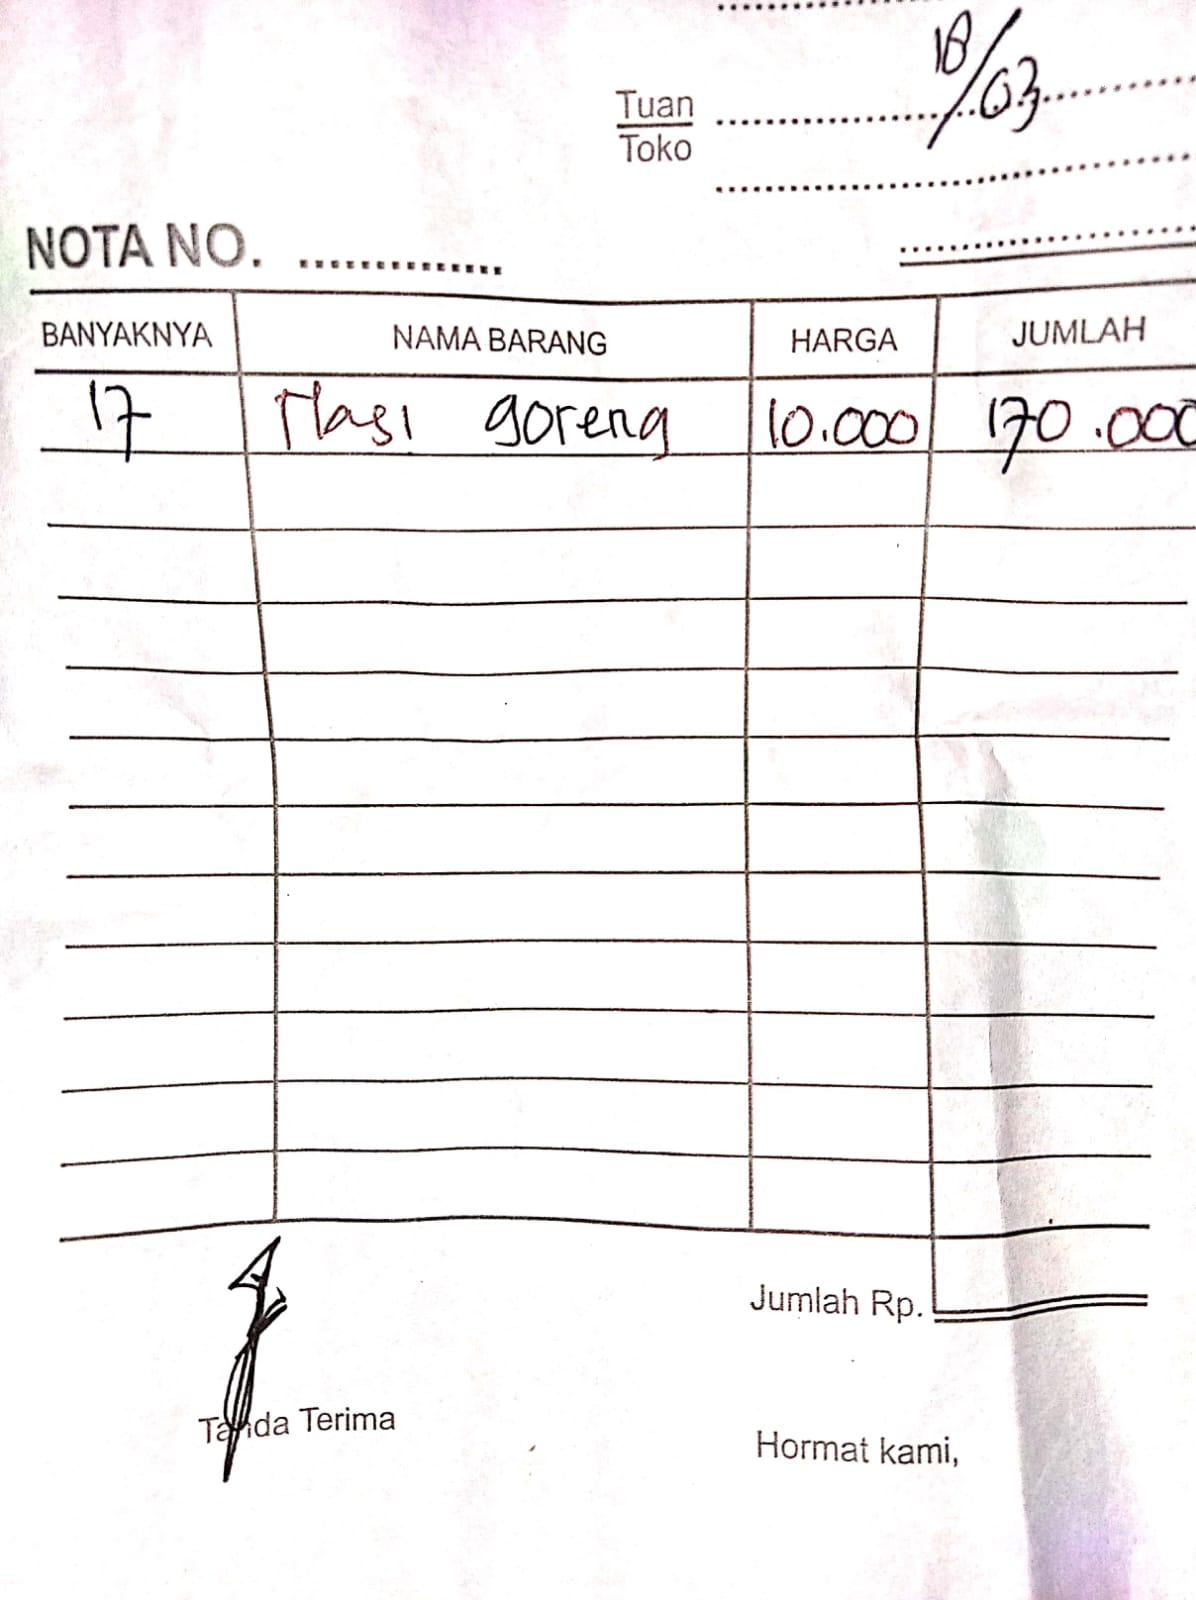 18/03
Tuan
Toko
NOTA NO.
BANYAKNYA NAMA BARANG HARGA JUMLAH
17 Nasi goreng 10.000 170.000
Jumlah Rp.
Tanda Terima
Hormat kami,